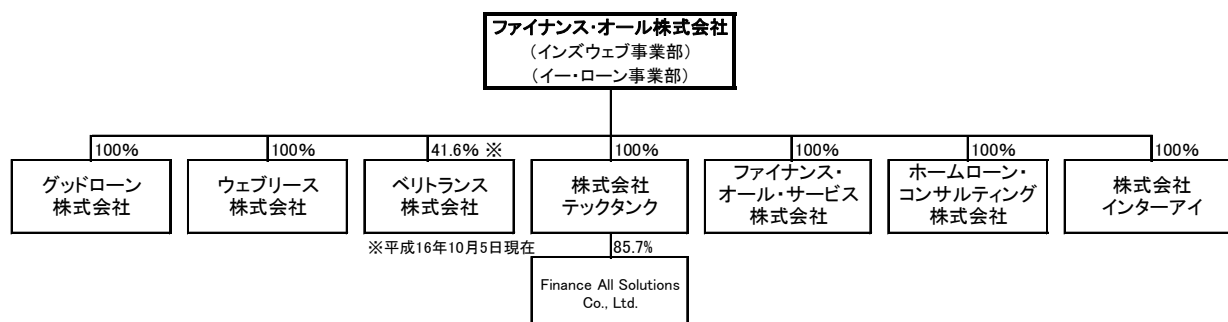 ファイナンス・オール株式会社
（インズウェブ事業部）
（イー・ローン事業部）
100%
100%
41.6% ※
100%
100%
100%
100%
グッドローン
株式会社
ウェブリース
株式会社
ベリトランス
株式会社
株式会社
テックタンク
ファイナンス・
オール・サービス
株式会社
ホームローン・
コンサルティング
株式会社
株式会社
インターアイ
※平成16年10月5日現在
85.7%
Finance All Solutions
Co., Ltd.